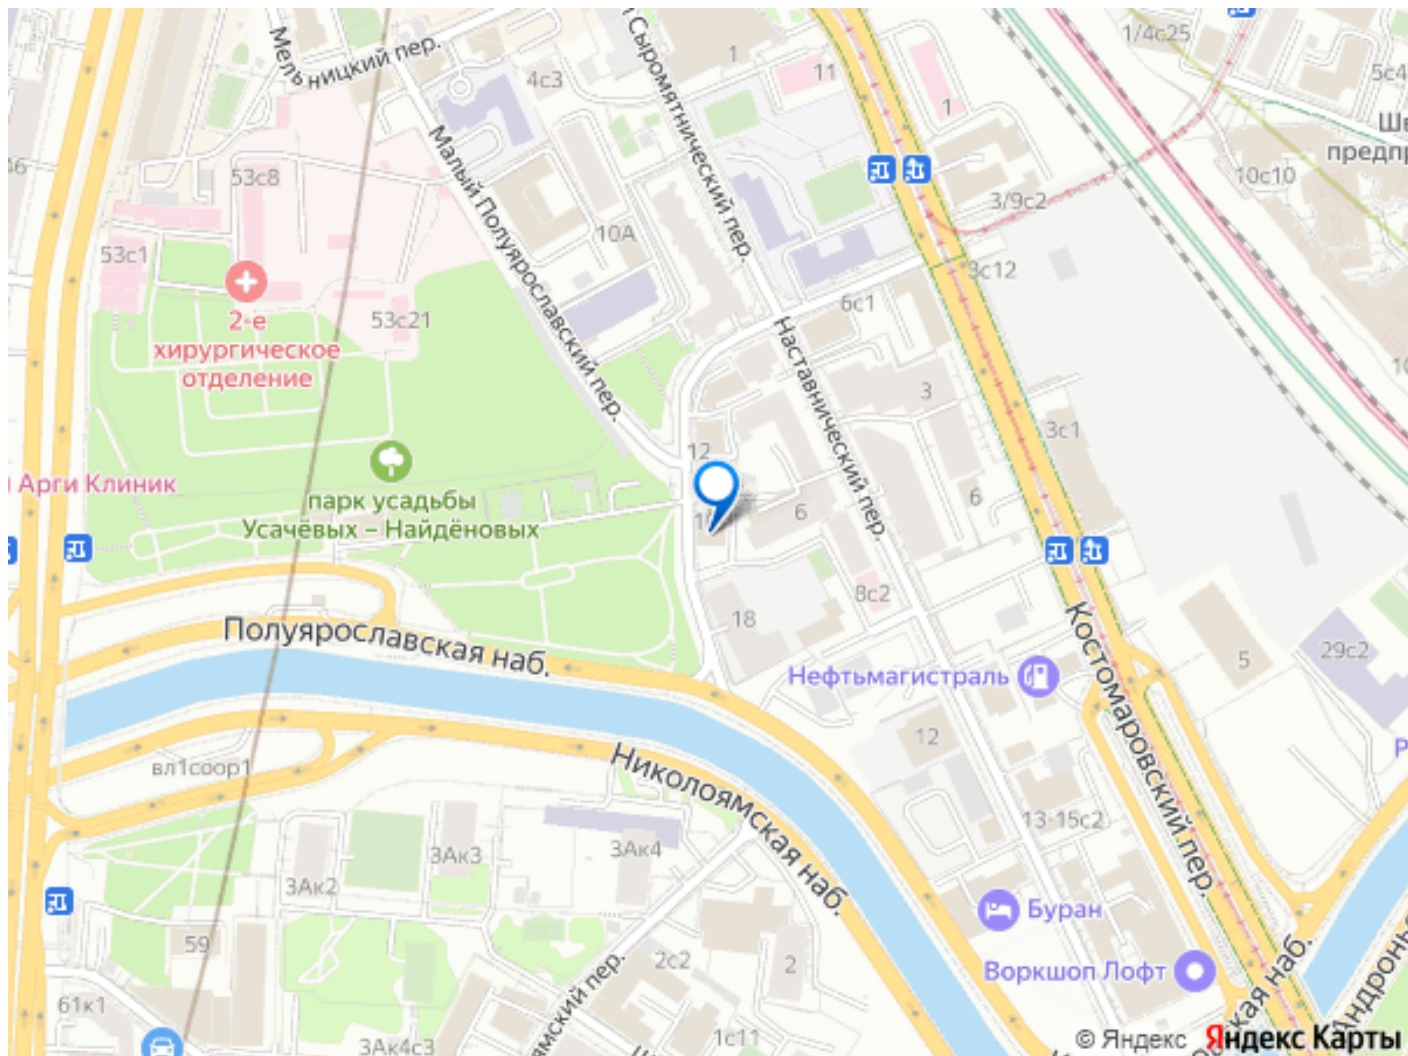 Мельницкий пер.
Сыромятнический пер.
1
11
1
1/4с25
5с4
4с3
46
Малый Полуярославский пер.
53с8
10с10
3/9с2
10А
53с1
3с12
6с1
53с21
2-е
хирургическое
отделение
Наставнический пер.
3
3с1
12
Арги Клиник
парк усадьбы
Усачёвых – Найдёновых
6
6
8с2
18
Полуярославская наб.
Костомаровский пер.
29с2
5
Нефтьмагистраль
12
вл1соор1
Николоямская наб.
13-15с2
3Ак3
3Ак4
3Ак2
Буран
59
2с2
2
Воркшоп Лофт
61к1
1с11
3Ак4с3
© Яндекс Яндекс Карты